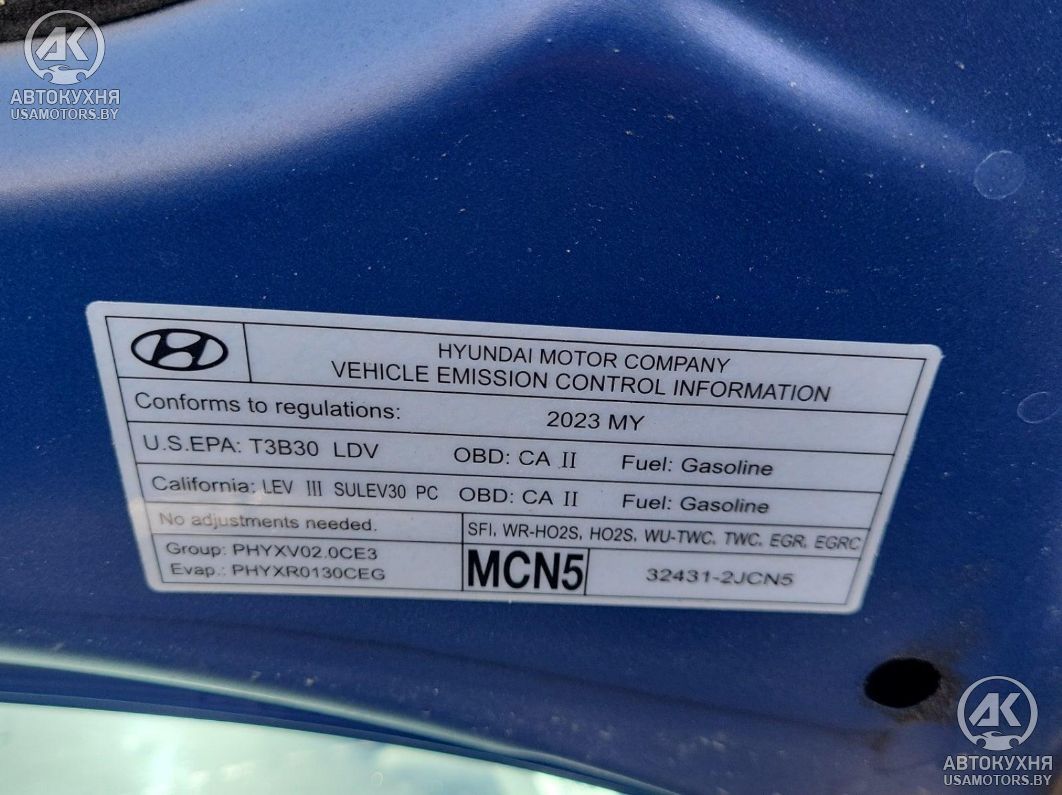 АК
АВТОКУХНЯ
USAMOTORS.BY
HYUNDAI MOTOR COMPANY
VEHICLE EMISSION CONTROL INFORMATION
Conforms to regulations: 2023 MY
U.S.EPA: T3B30 LDV OBD: CA II Fuel: Gasoline
California: LEV III SULEV30 PC OBD: CA II Fuel: Gasoline
No adjustments needed. SFI, WR-HO2S, HO2S, WU-TWC, TWC, EGR, EGRC
Group: PHYXV02.0CE3
Evap.: PHYXR0130CEG
MCN5 32431-2JCN5
АК
АВТОКУХНЯ
USAMOTORS.BY